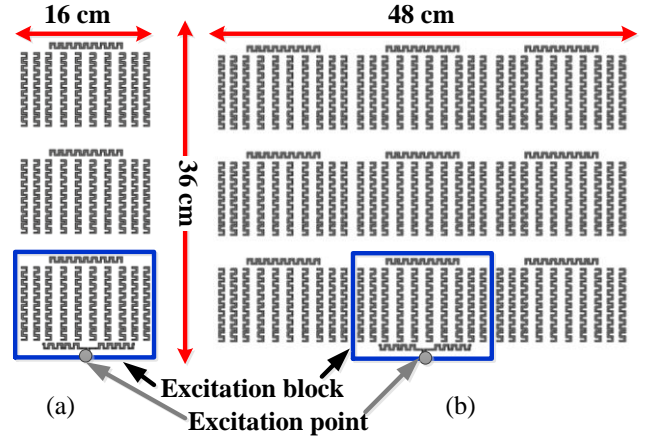 16 cm
48 cm
36 cm
Excitation block
(a)
(b)
Excitation point